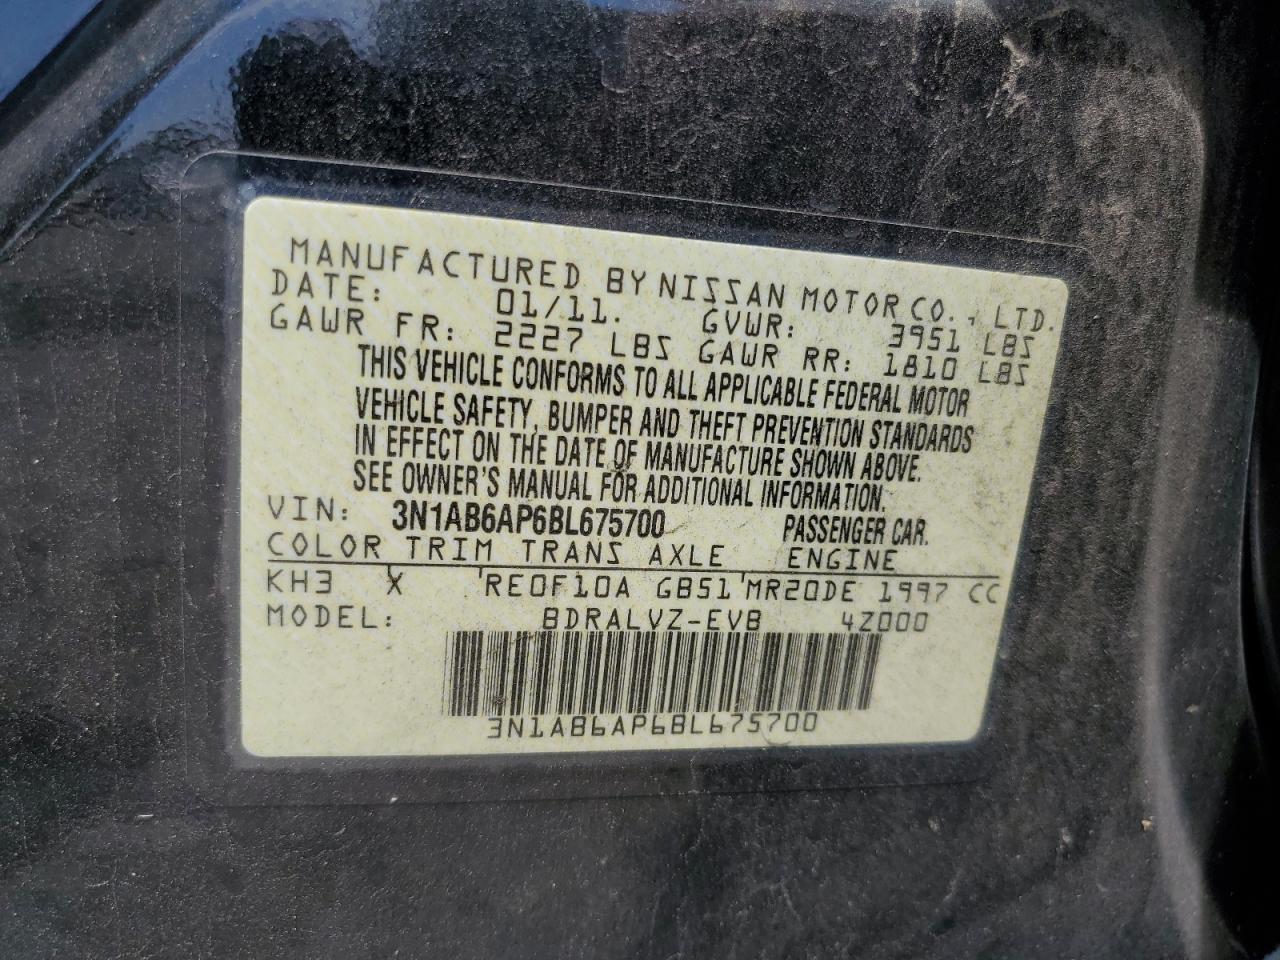 MANUFACTURED BY NISSAN MOTOR CO., LTD.
DATE: 01/11. GVWR: 3951 LBS
GAWR FR: 2227 LBS GAWR RR: 1810 LBS
THIS VEHICLE CONFORMS TO ALL APPLICABLE FEDERAL MOTOR
VEHICLE SAFETY, BUMPER AND THEFT PREVENTION STANDARDS
IN EFFECT ON THE DATE OF MANUFACTURE SHOWN ABOVE.
SEE OWNER'S MANUAL FOR ADDITIONAL INFORMATION.
VIN: 3N1AB6AP6BL675700 PASSENGER CAR.
COLOR TRIM TRANS AXLE ENGINE
KH3 X RE0F10A GB51 MR20DE 1997 CC
MODEL: BDRALVZ-EVB 4Z000
3N1AB6AP6BL675700